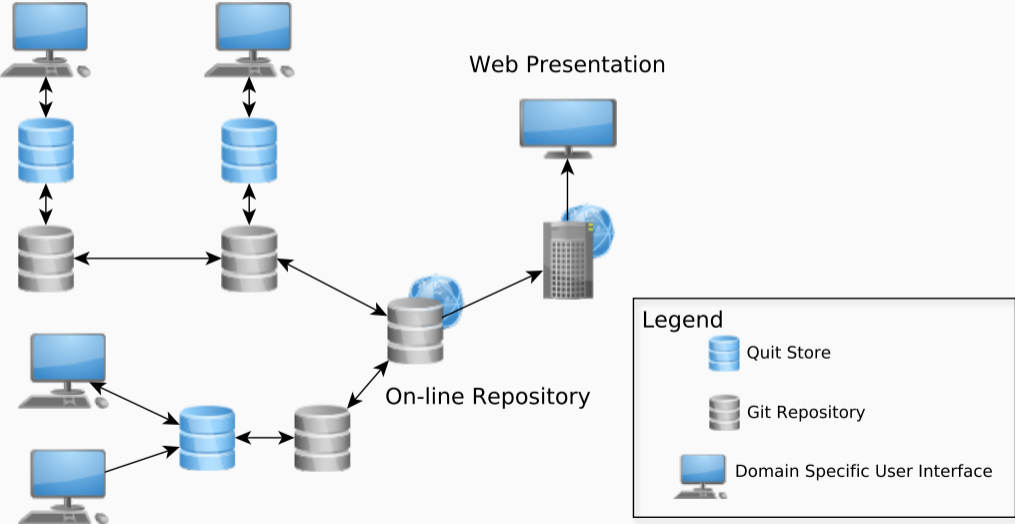 Web Presentation
On-line Repository
Legend
Quit Store
Git Repository
Domain Specific User Interface